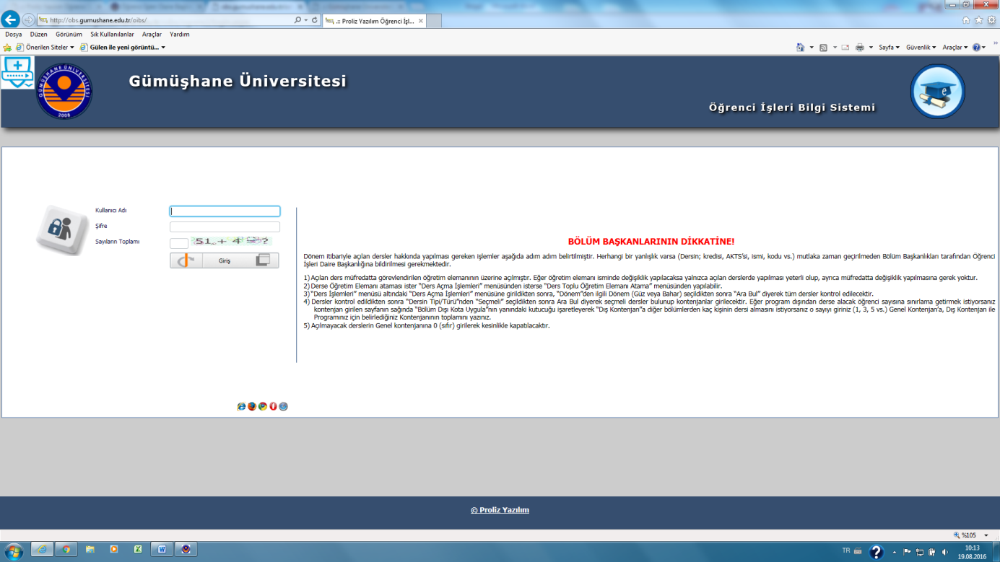 http://obs.gumushane.edu.tr/oibs/
.:: Proliz Yazılım Öğrenci İşl...
Dosya Düzen Görünüm Sık Kullanılanlar Araçlar Yardım
Önerilen Siteler Gülen ile yeni görüntü...
Sayfa Güvenlik Araçlar
Gümüşhane Üniversitesi
GÜMÜŞHANE ÜNİVERSİTESİ
2008
e
Öğrenci İşleri Bilgi Sistemi
Kullanıcı Adı
Şifre
Sayıların Toplamı
51 + 4 = ?
Giriş
BÖLÜM BAŞKANLARININ DİKKATİNE!
Dönem itibariyle açılan dersler hakkında yapılması gereken işlemler aşağıda adım adım belirtilmiştir. Herhangi bir yanlışlık varsa (Dersin; kredisi, AKTS’si, ismi, kodu vs.) mutlaka zaman geçirilmeden Bölüm Başkanlıkları tarafından Öğrenci
İşleri Daire Başkanlığına bildirilmesi gerekmektedir.
1) Açılan ders müfredatta görevlendirilen öğretim elemanının üzerine açılmıştır. Eğer öğretim elemanı isminde değişiklik yapılacaksa yalnızca açılan derslerde yapılması yeterli olup, ayrıca müfredatta değişiklik yapılmasına gerek yoktur.
2) Derse Öğretim Elemanı ataması ister “Ders Açma İşlemleri” menüsünden isterse “Ders Toplu Öğretim Elemanı Atama” menüsünden yapılabilir.
3) “Ders İşlemleri” menüsü altındaki “Ders Açma İşlemleri” menüsüne girildikten sonra, “Dönem”den ilgili Dönem (Güz veya Bahar) seçildikten sonra “Ara Bul” diyerek tüm dersler kontrol edilecektir.
4) Dersler kontrol edildikten sonra “Dersin Tipi/Türü”nden “Seçmeli” seçildikten sonra Ara Bul diyerek seçmeli dersler bulunup kontenjanlar girilecektir. Eğer program dışından derse alacak öğrenci sayısına sınırlama getirmek istiyorsanız
kontenjan girilen sayfanın sağında “Bölüm Dışı Kota Uygula”nın yanındaki kutucuğu işaretleyerek “Dış Kontenjan”a diğer bölümlerden kaç kişinin dersi almasını istiyorsanız o sayıyı giriniz (1, 3, 5 vs.) Genel Kontenjan’a, Dış Kontenjan ile
Programınız için belirlediğiniz Kontenjanının toplamını yazınız.
5) Açılmayacak derslerin Genel kontenjanına 0 (sıfır) girilerek kesinlikle kapatılacaktır.
© Proliz Yazılım
%105
TR
10:13
19.08.2016